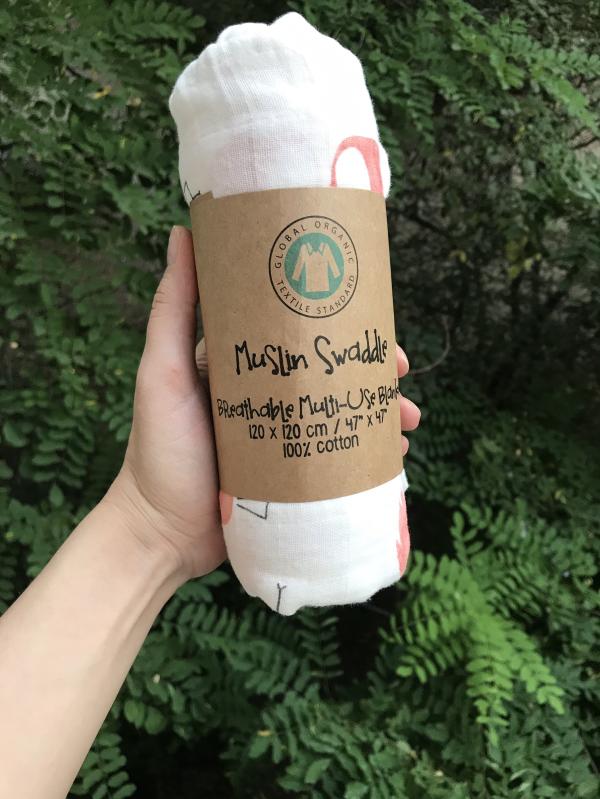 GLOBAL ORGANIC
TEXTILE STANDARD
Muslin Swaddle
BReathable Multi-Use
120 x 120 cm / 47" x 47"
100% cotton